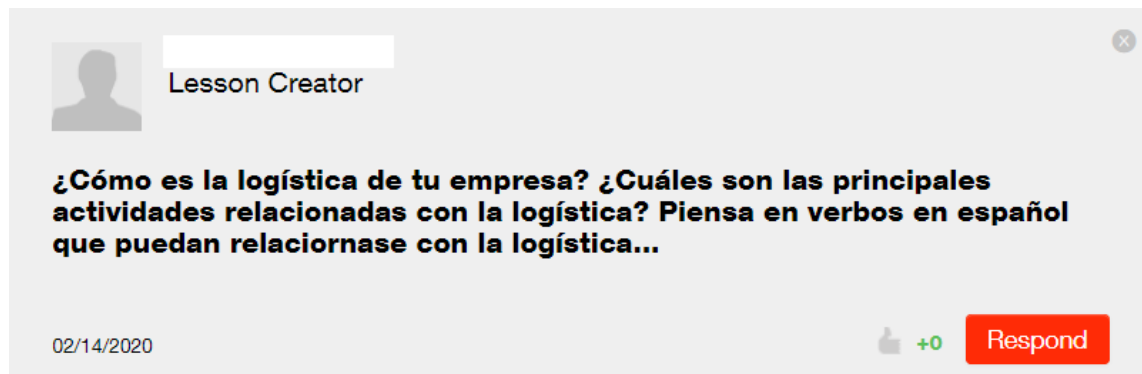 Lesson Creator
¿Cómo es la logística de tu empresa? ¿Cuáles son las principales
actividades relacionadas con la logística? Piensa en verbos en español
que puedan relaciornase con la logística...
02/14/2020
+0
Respond